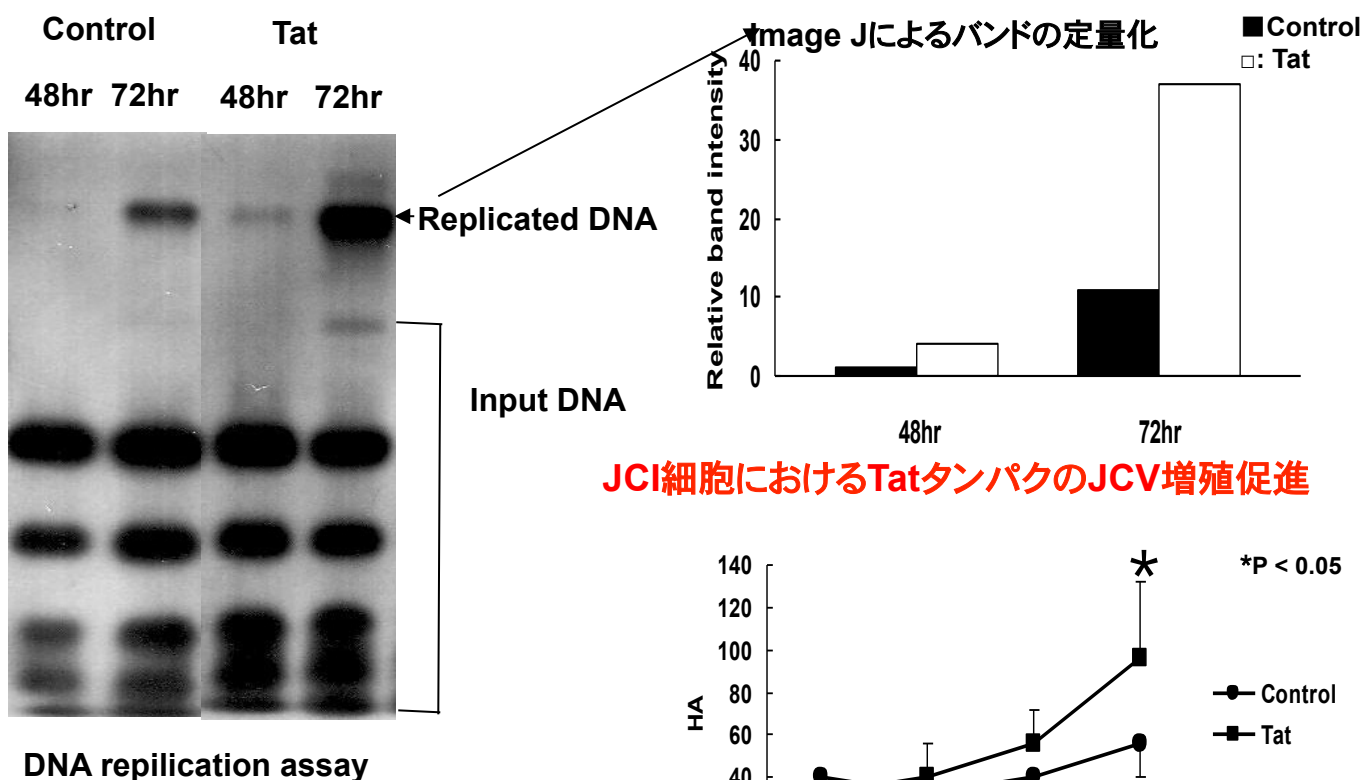 Control Tat
48hr 72hr 48hr 72hr
Replicated DNA
Input DNA
DNA repilication assay
Image Jによるバンドの定量化
■Control
□: Tat
Relative band intensity
40
30
20
10
0
48hr 72hr
JCI細胞におけるTatタンパクのJCV増殖促進
140
120
100
80
60
40
HA
*
*P < 0.05
Control
Tat